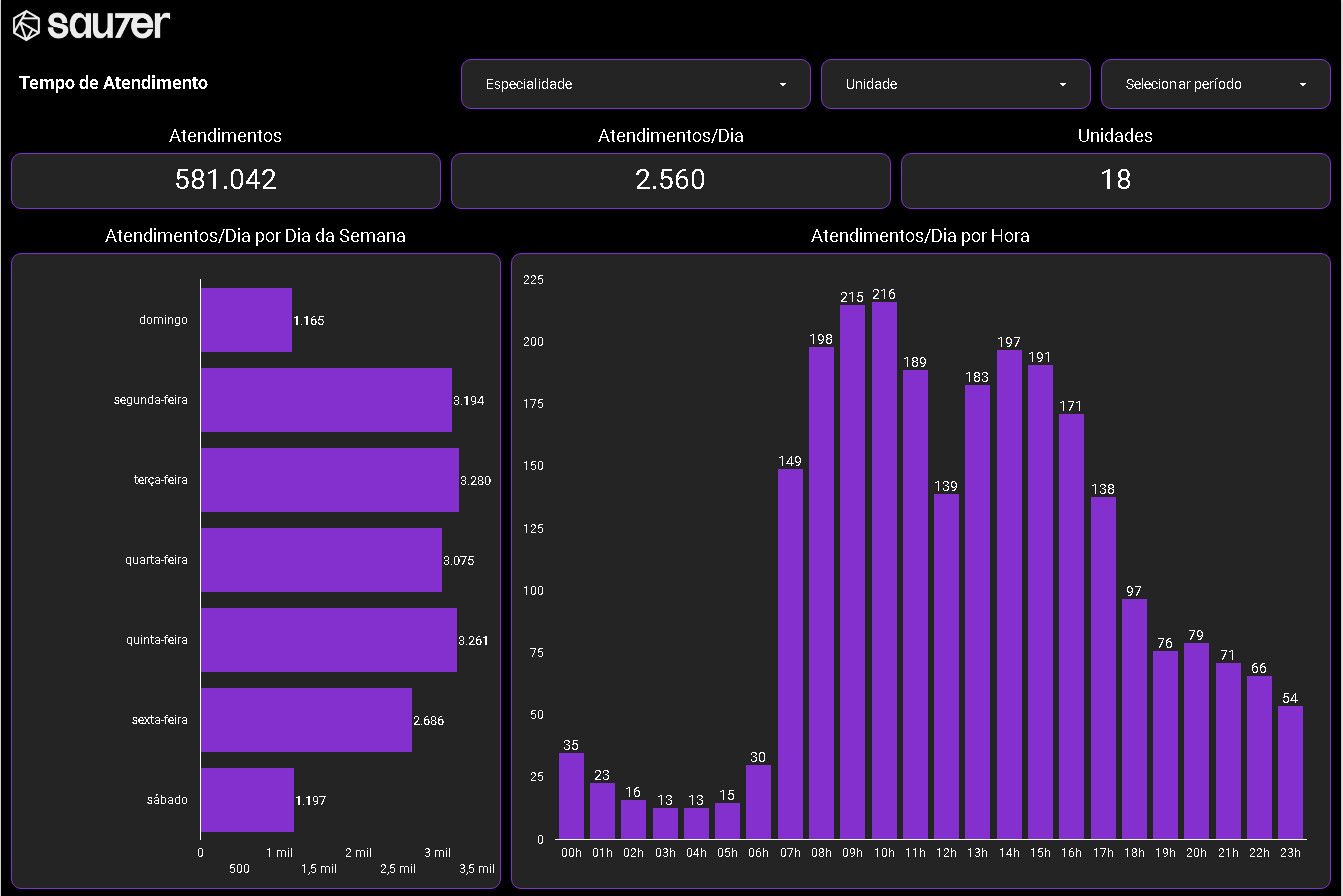 sau7er
Tempo de Atendimento
Especialidade
Unidade
Selecionar período
Atendimentos
Atendimentos/Dia
Unidades
581.042
2.560
18
Atendimentos/Dia por Dia da Semana
domingo 1.165
segunda-feira 3.194
terça-feira 3.280
quarta-feira 3.075
quinta-feira 3.261
sexta-feira 2.686
sábado 1.197
0 1 mil 2 mil 3 mil
500 1,5 mil 2,5 mil 3,5 mil
Atendimentos/Dia por Hora
225
200
175
150
125
100
75
50
25
0
35 23 16 13 13 15 30 149 198 215 216 189 139 183 197 191 171 138 97 76 79 71 66 54
00h 01h 02h 03h 04h 05h 06h 07h 08h 09h 10h 11h 12h 13h 14h 15h 16h 17h 18h 19h 20h 21h 22h 23h